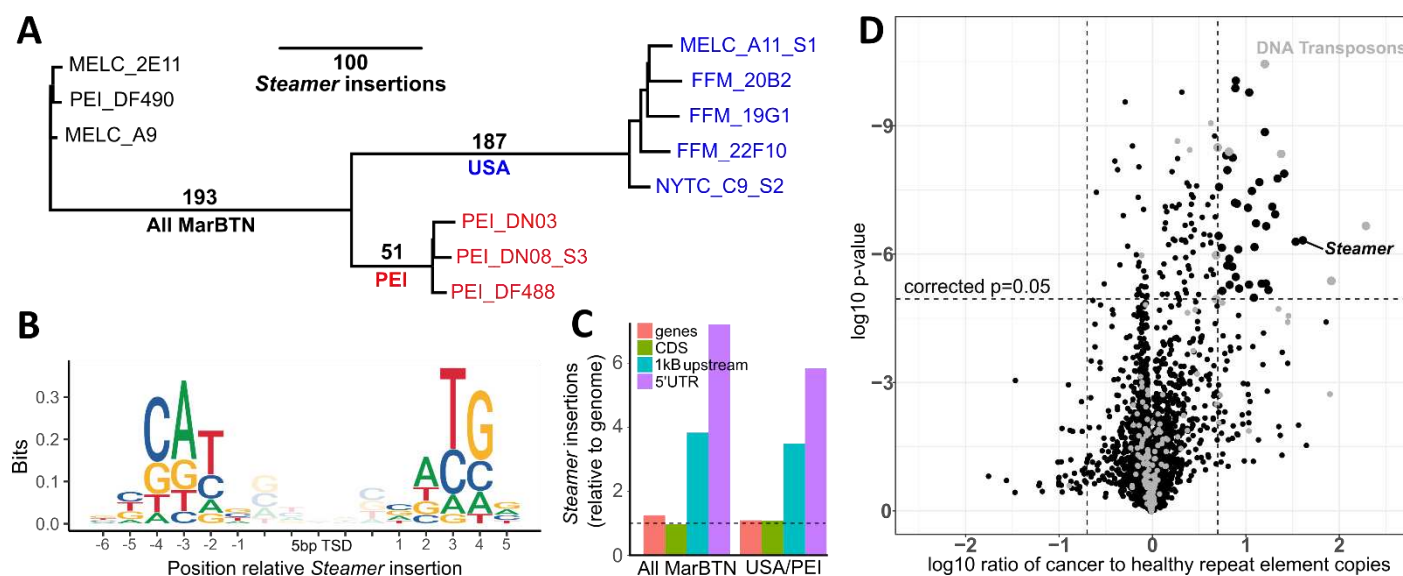 A
MELC_2E11
PEI_DF490
MELC_A9
100
Steamer insertions
193
All MarBTN
187
USA
51
PEI
MELC_A11_S1
FFM_20B2
FFM_19G1
FFM_22F10
NYTC_C9_S2
PEI_DN03
PEI_DN08_S3
PEI_DF488
B
Bits
0.3
0.2
0.1
0.0
-6 -5 -4 -3 -2 -1 5bp TSD 1 2 3 4 5
Position relative Steamer insertion
C
Steamer insertions
(relative to genome)
6
4
2
genes
CDS
1kB upstream
5'UTR
All MarBTN USA/PEI
D
DNA Transposons
Steamer
corrected p=0.05
log10 p-value
−9
−6
−3
0
−2 −1 0 1 2
log10 ratio of cancer to healthy repeat element copies